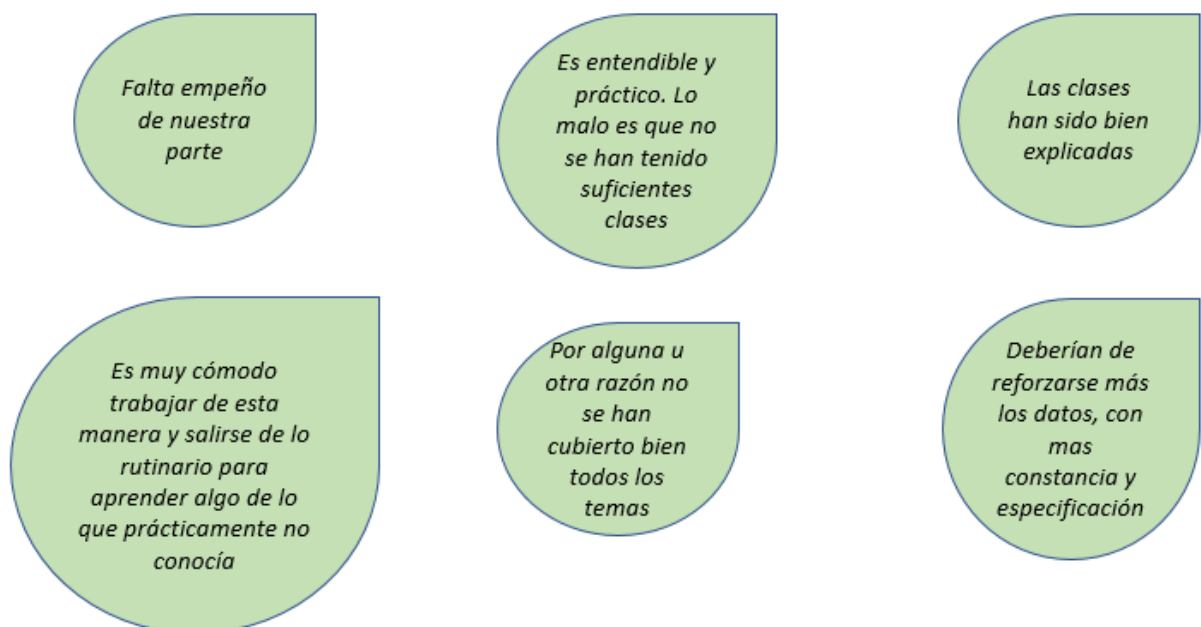 Falta empeño
de nuestra
parte
Es entendible y
práctico. Lo
malo es que no
se han tenido
suficientes
clases
Las clases
han sido bien
explicadas
Es muy cómodo
trabajar de esta
manera y salirse de lo
rutinario para
aprender algo de lo
que prácticamente no
conocía
Por alguna u
otra razón no
se han
cubierto bien
todos los
temas
Deberían de
reforzarse más
los datos, con
mas
constancia y
especificación